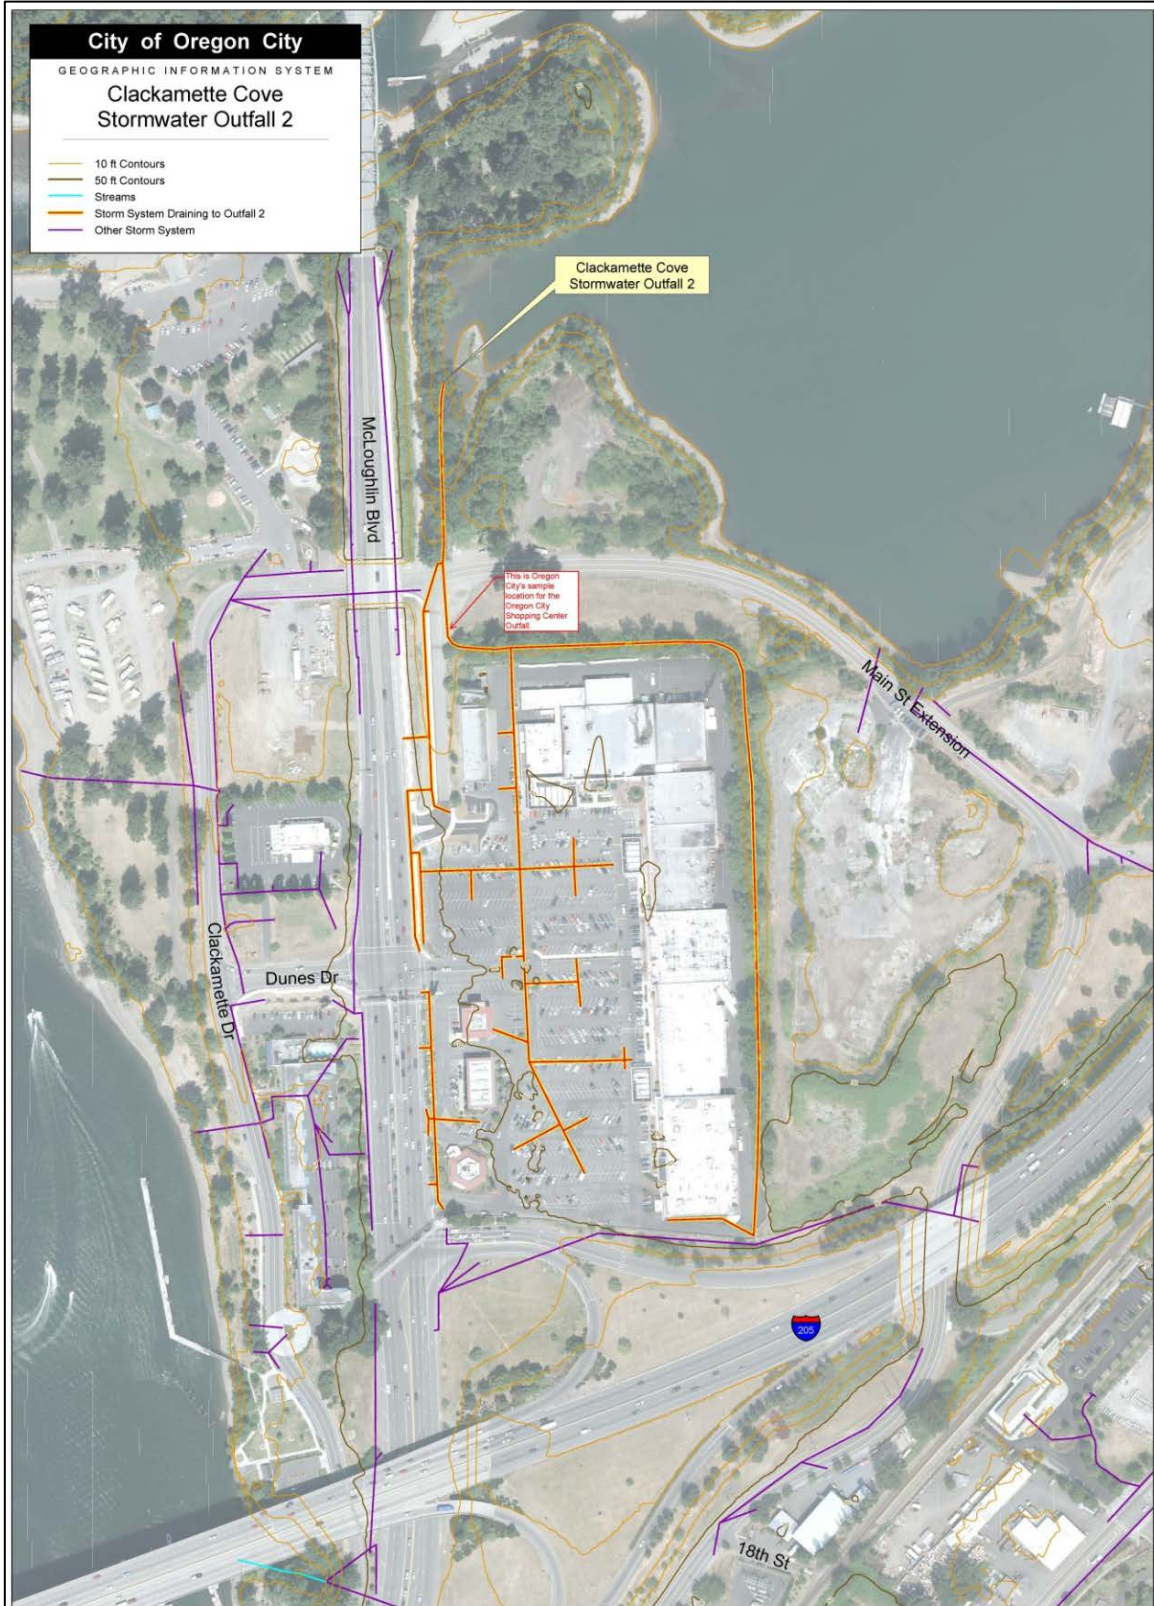 City of Oregon City
GEOGRAPHIC INFORMATION SYSTEM
Clackamette Cove
Stormwater Outfall 2
10 ft Contours
50 ft Contours
Streams
Storm System Draining to Outfall 2
Other Storm System
Clackamette Cove
Stormwater Outfall 2
McLoughlin Blvd
This is Oregon
City's sample
location for the
Oregon City
Shopping Center
Outfall.
Main St Extension
Clackamette Dr
Dunes Dr
205
18th St